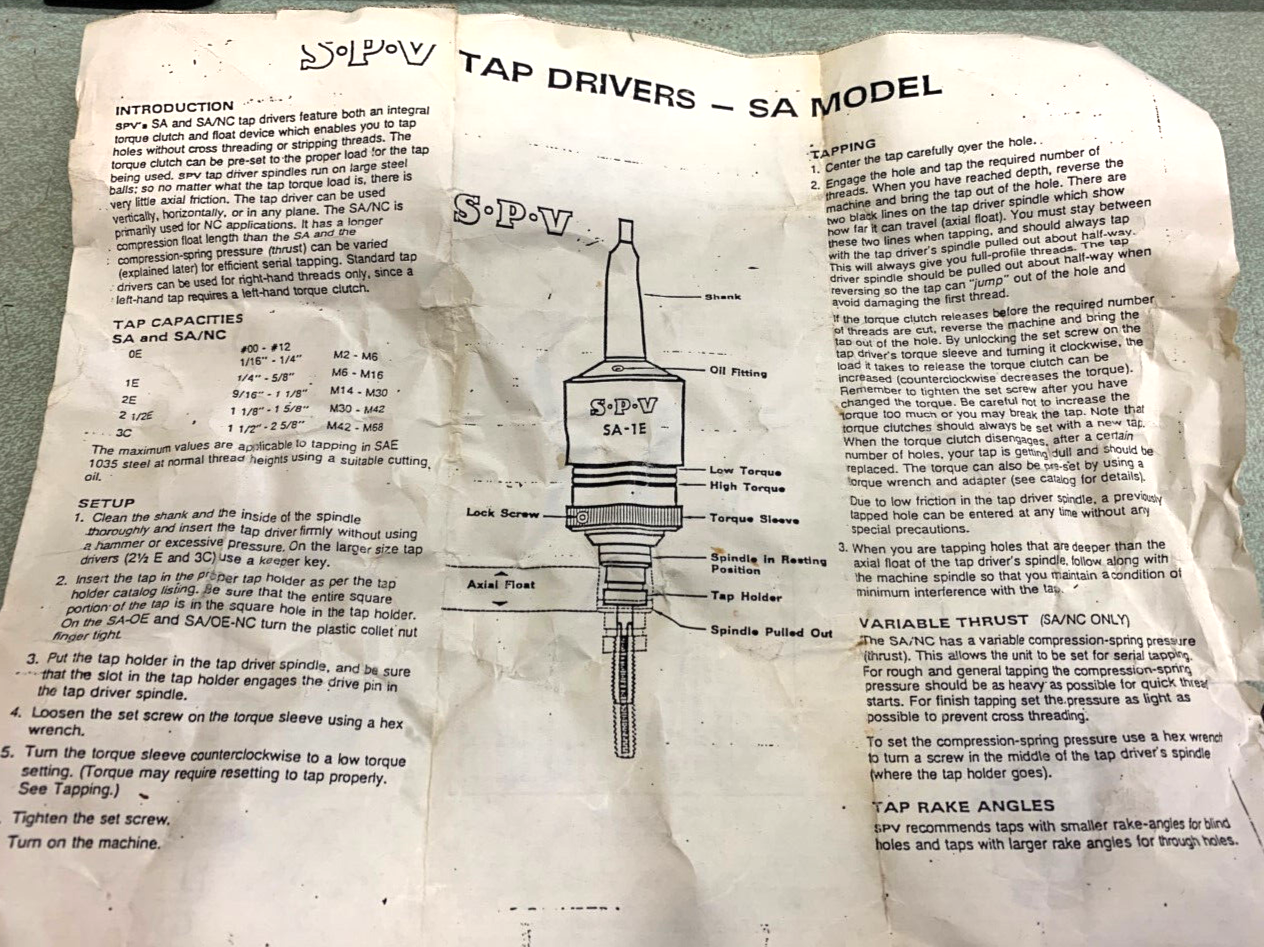 S·P·V TAP DRIVERS – SA MODEL
INTRODUCTION
SPV's SA and SA/NC tap drivers feature both an integral
torque clutch and float device which enables you to tap
holes without cross threading or stripping threads. The
torque clutch can be pre-set to the proper load for the tap
being used. SPV tap driver spindles run on large steel
balls; so no matter what the tap torque load is, there is
very little axial friction. The tap driver can be used
vertically, horizontally, or in any plane. The SA/NC is
primarily used for NC applications. It has a longer
compression float length than the SA and the
compression-spring pressure (thrust) can be varied
(explained later) for efficient serial tapping. Standard tap
drivers can be used for right-hand threads only, since a
left-hand tap requires a left-hand torque clutch.
TAP CAPACITIES
SA and SA/NC
0E #00 - #12
1/16" - 1/4" M2 - M6
1E 1/4" - 5/8" M6 - M16
2E 9/16" - 1 1/8" M14 - M30
2 1/2E 1 1/8" - 1 5/8" M30 - M42
3C 1 1/2" - 2 5/8" M42 - M68
The maximum values are applicable to tapping in SAE
1035 steel at normal thread heights using a suitable cutting
oil.
SETUP
1. Clean the shank and the inside of the spindle
thoroughly and insert the tap driver firmly without using
a hammer or excessive pressure. On the larger size tap
drivers (2½ E and 3C) use a keeper key.
2. Insert the tap in the proper tap holder as per the tap
holder catalog listing. Be sure that the entire square
portion of the tap is in the square hole in the tap holder.
On the SA-OE and SA/OE-NC turn the plastic collet nut
finger tight.
3. Put the tap holder in the tap driver spindle, and be sure
that the slot in the tap holder engages the drive pin in
the tap driver spindle.
4. Loosen the set screw on the torque sleeve using a hex
wrench.
5. Turn the torque sleeve counterclockwise to a low torque
setting. (Torque may require resetting to tap properly.
See Tapping.)
Tighten the set screw.
Turn on the machine.
S·P·V
Shank
Oil Fitting
S·P·V
SA-1E
Low Torque
High Torque
Lock Screw
Torque Sleeve
Spindle in Resting
Position
Axial Float
Tap Holder
Spindle Pulled Out
TAPPING
1. Center the tap carefully over the hole.
2. Engage the hole and tap the required number of
threads. When you have reached depth, reverse the
machine and bring the tap out of the hole. There are
two black lines on the tap driver spindle which show
how far it can travel (axial float). You must stay between
these two lines when tapping, and should always tap
with the tap driver's spindle pulled out about half-way.
This will always give you full-profile threads. The tap
driver spindle should be pulled out about half-way when
reversing so the tap can "jump" out of the hole and
avoid damaging the first thread.
If the torque clutch releases before the required number
of threads are cut, reverse the machine and bring the
tap out of the hole. By unlocking the set screw on the
tap driver's torque sleeve and turning it clockwise, the
load it takes to release the torque clutch can be
increased (counterclockwise decreases the torque).
Remember to tighten the set screw after you have
changed the torque. Be careful not to increase the
torque too much or you may break the tap. Note that
torque clutches should always be set with a new tap.
When the torque clutch disengages, after a certain
number of holes, your tap is getting dull and should be
replaced. The torque can also be pre-set by using a
torque wrench and adapter (see catalog for details).
Due to low friction in the tap driver spindle, a previously
tapped hole can be entered at any time without any
special precautions.
3. When you are tapping holes that are deeper than the
axial float of the tap driver's spindle, follow along with
the machine spindle so that you maintain a condition of
minimum interference with the tap.
VARIABLE THRUST (SA/NC ONLY)
The SA/NC has a variable compression-spring pressure
(thrust). This allows the unit to be set for serial tapping.
For rough and general tapping the compression-spring
pressure should be as heavy as possible for quick thread
starts. For finish tapping set the pressure as light as
possible to prevent cross threading.
To set the compression-spring pressure use a hex wrench
to turn a screw in the middle of the tap driver's spindle
(where the tap holder goes).
TAP RAKE ANGLES
SPV recommends taps with smaller rake-angles for blind
holes and taps with larger rake angles for through holes.